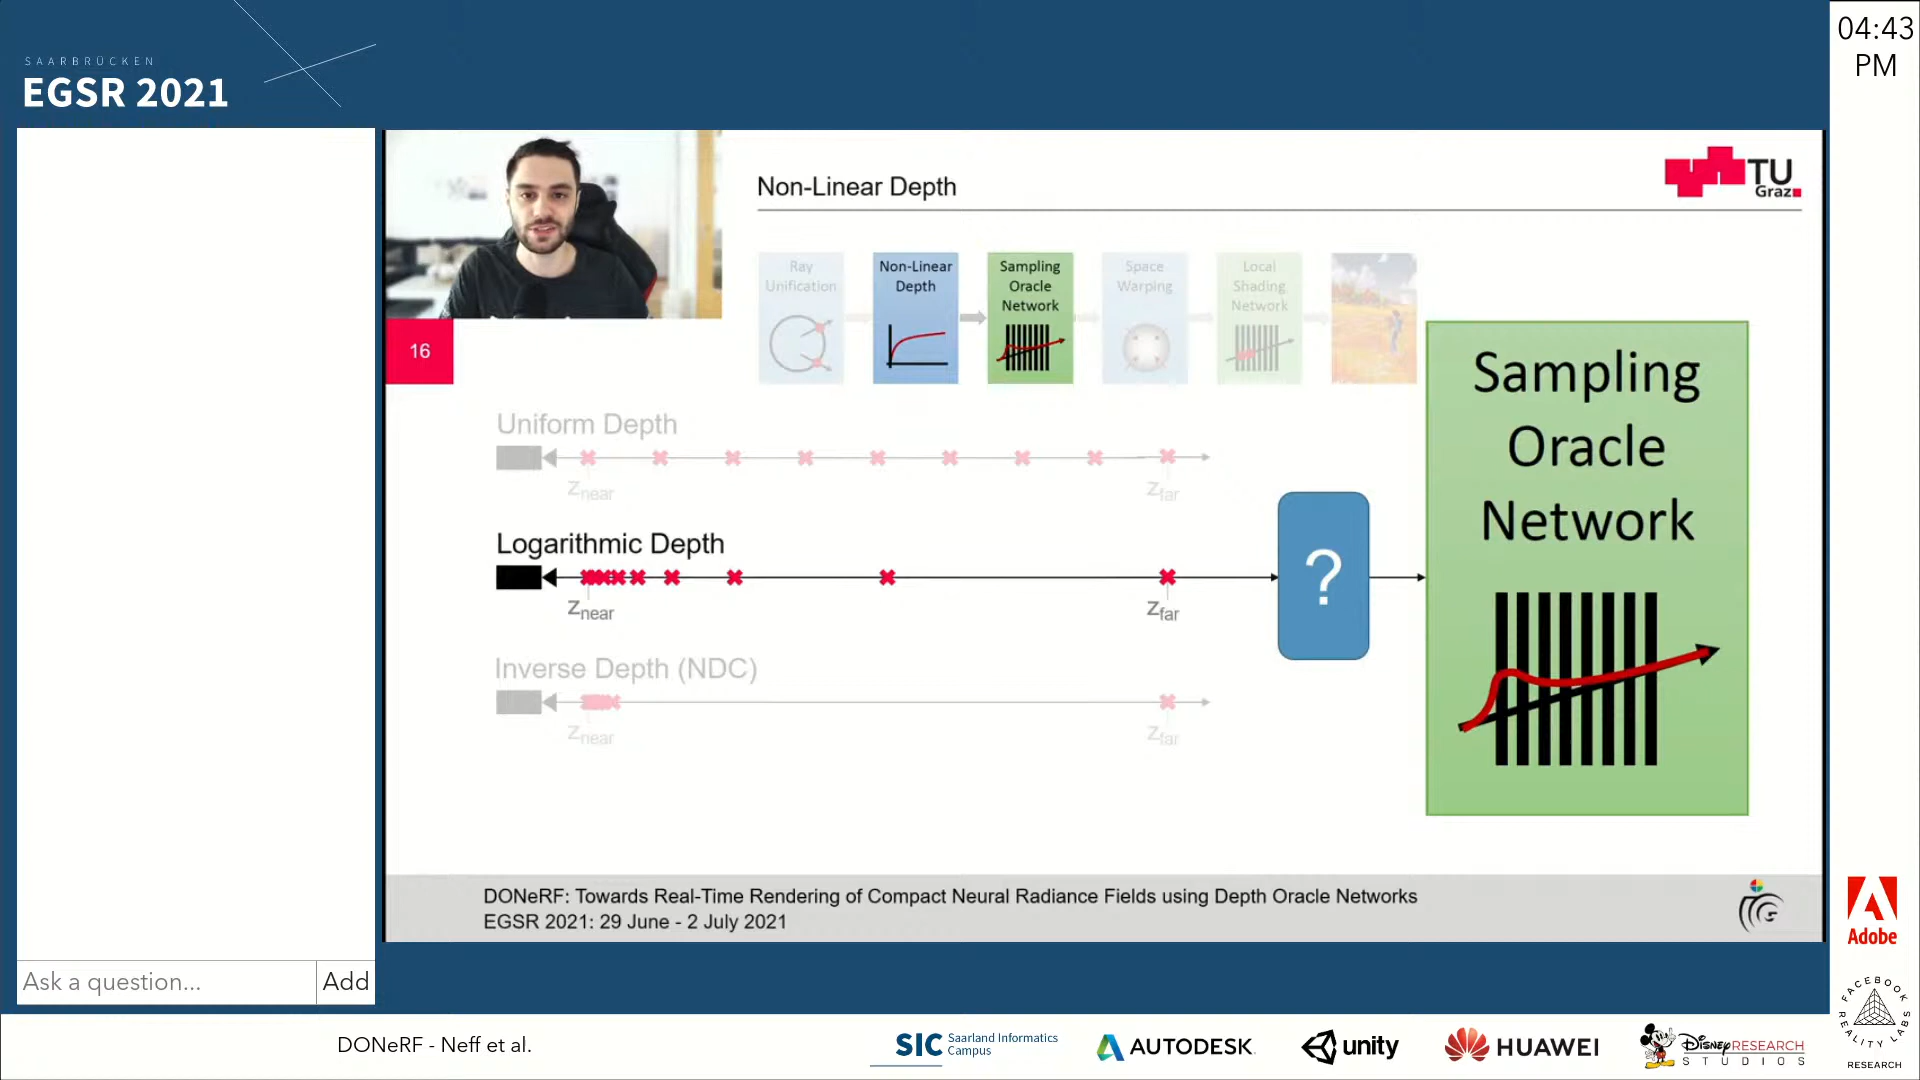 SAARBRÜCKEN
EGSR 2021
04:43
PM
Non-Linear Depth
TU
Graz
16
Ray
Unification
Non-Linear
Depth
Sampling
Oracle
Network
Space
Warping
Local
Shading
Network
Uniform Depth
Znear
Zfar
Logarithmic Depth
Znear
Zfar
Inverse Depth (NDC)
Znear
Zfar
?
Sampling
Oracle
Network
DONeRF: Towards Real-Time Rendering of Compact Neural Radiance Fields using Depth Oracle Networks
EGSR 2021: 29 June - 2 July 2021
Ask a question...
Add
DONeRF - Neff et al.
SIC Saarland Informatics
Campus
AUTODESK
unity
HUAWEI
Disney RESEARCH
STUDIOS
Adobe
FACEBOOK
REALITY LABS
RESEARCH